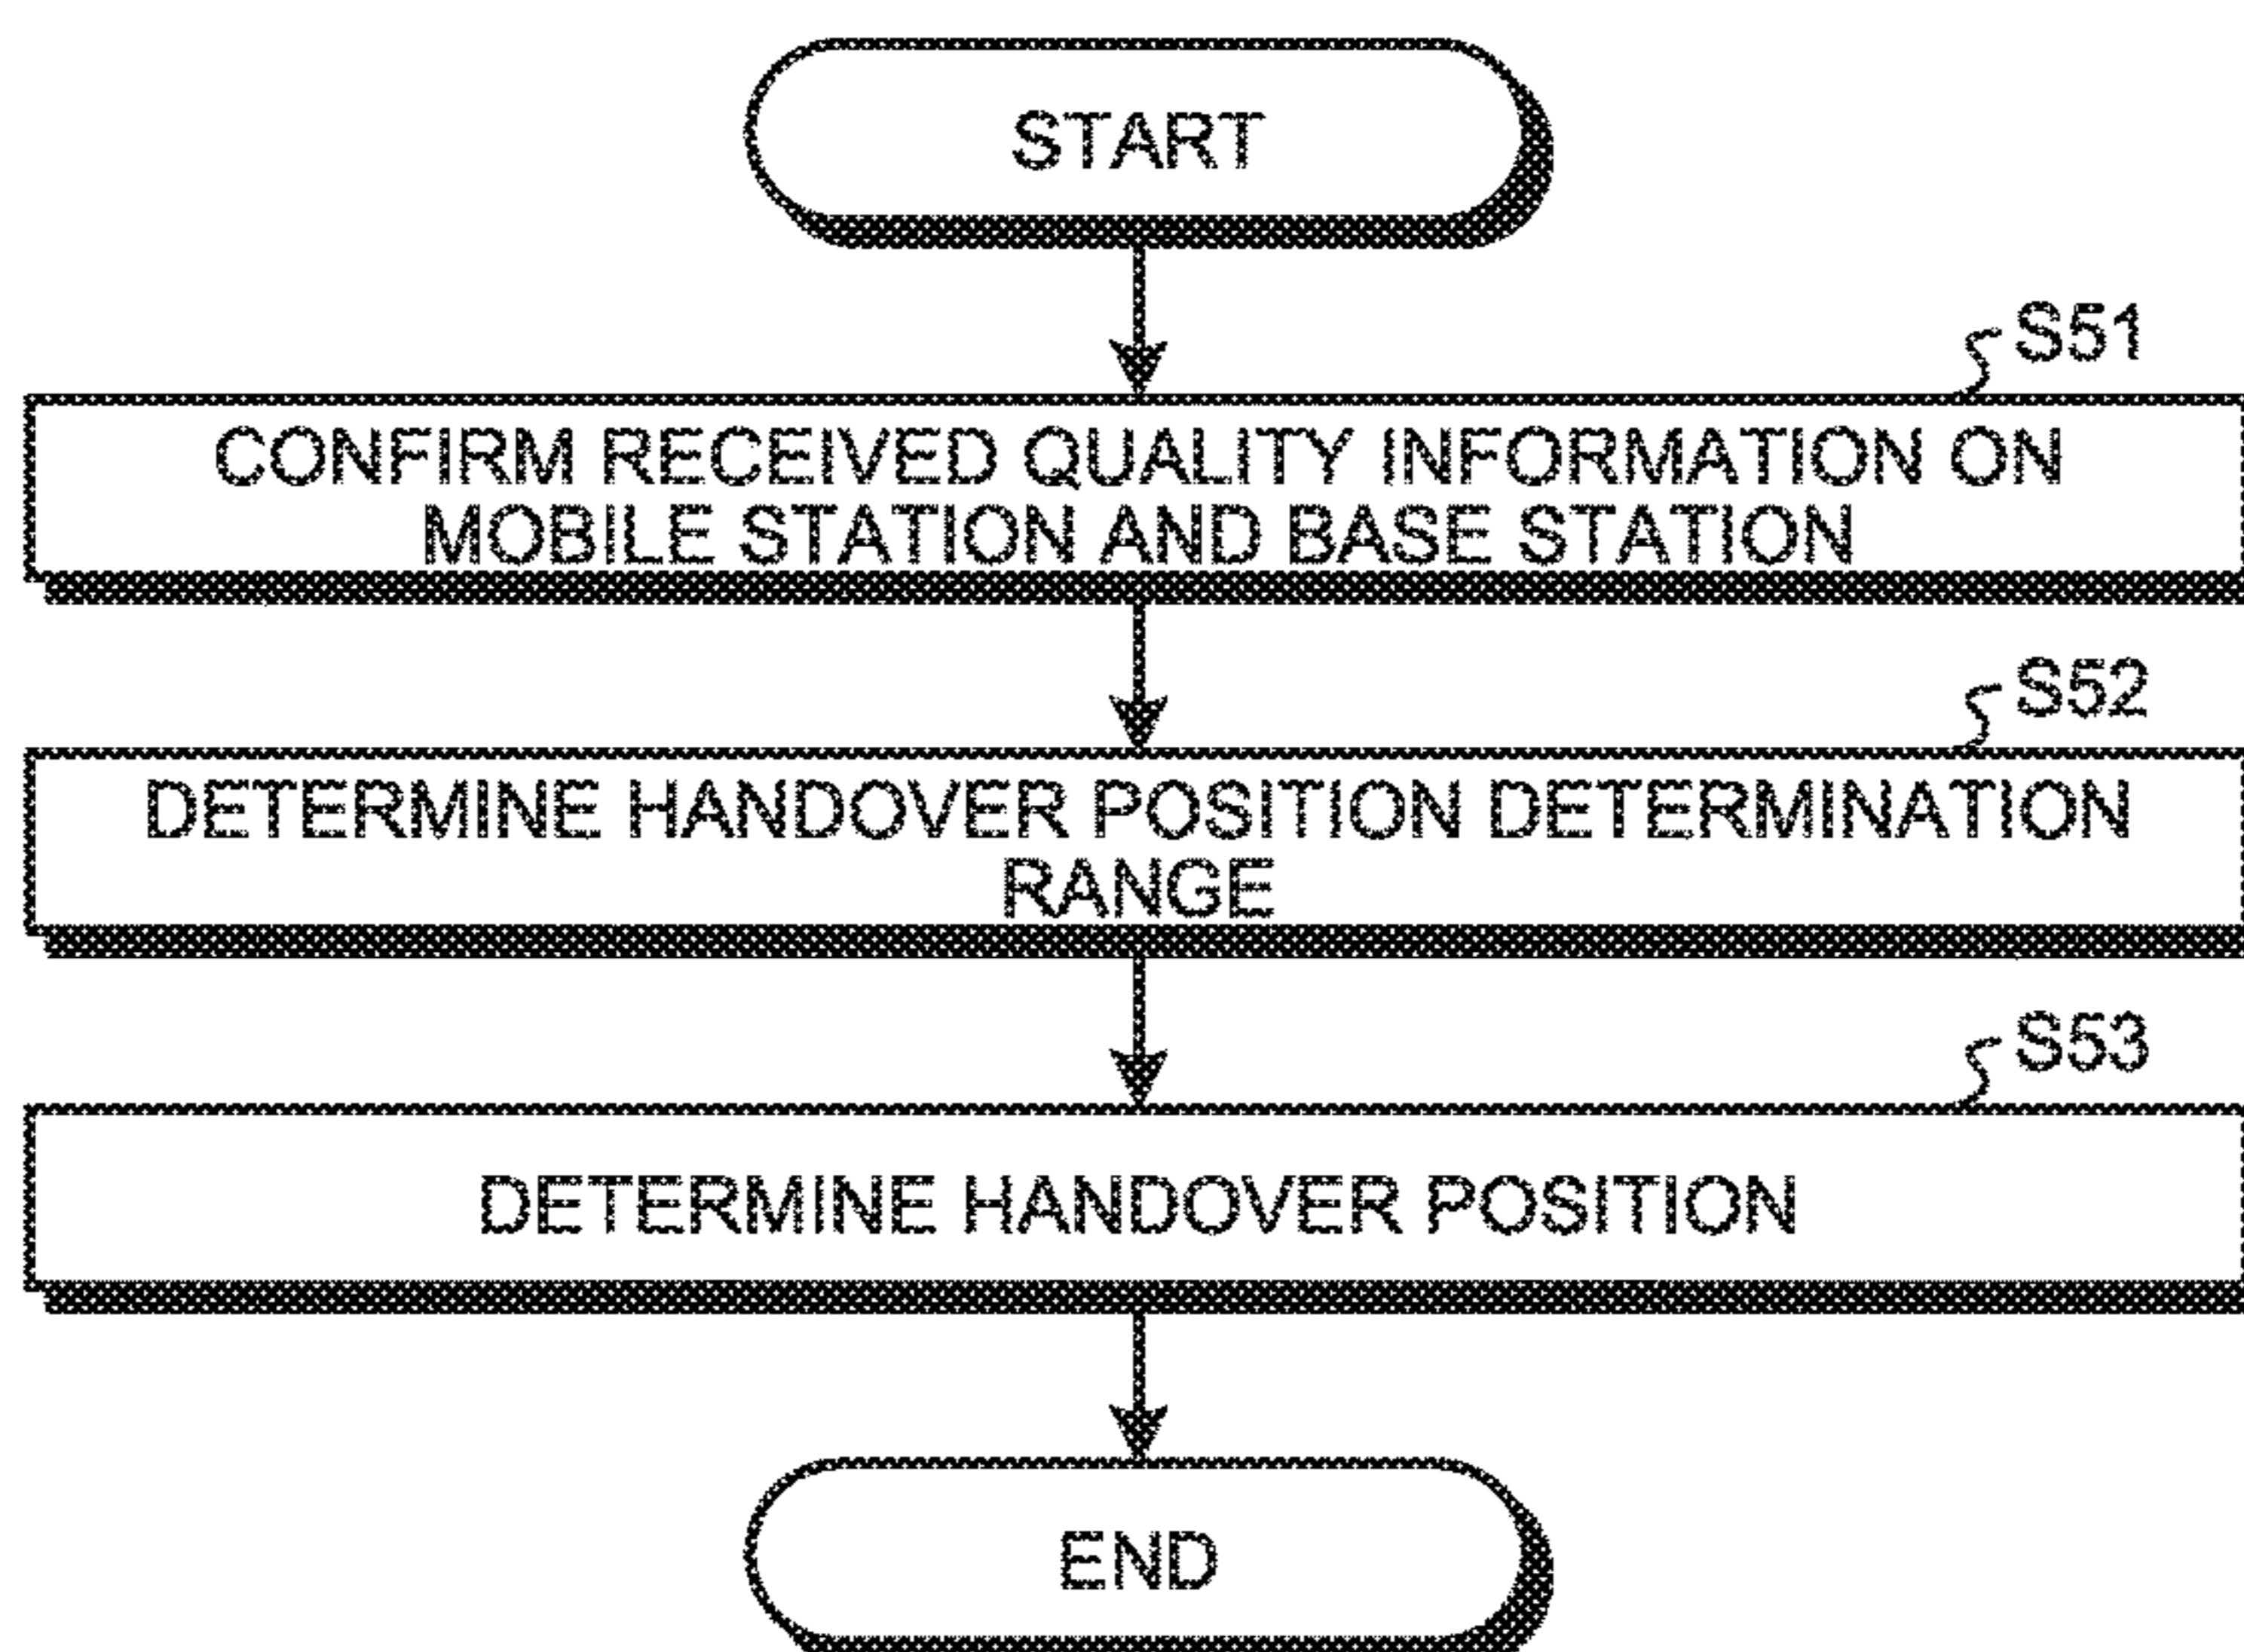 START
S51
CONFIRM RECEIVED QUALITY INFORMATION ON
MOBILE STATION AND BASE STATION
S52
DETERMINE HANDOVER POSITION DETERMINATION
RANGE
S53
DETERMINE HANDOVER POSITION
END